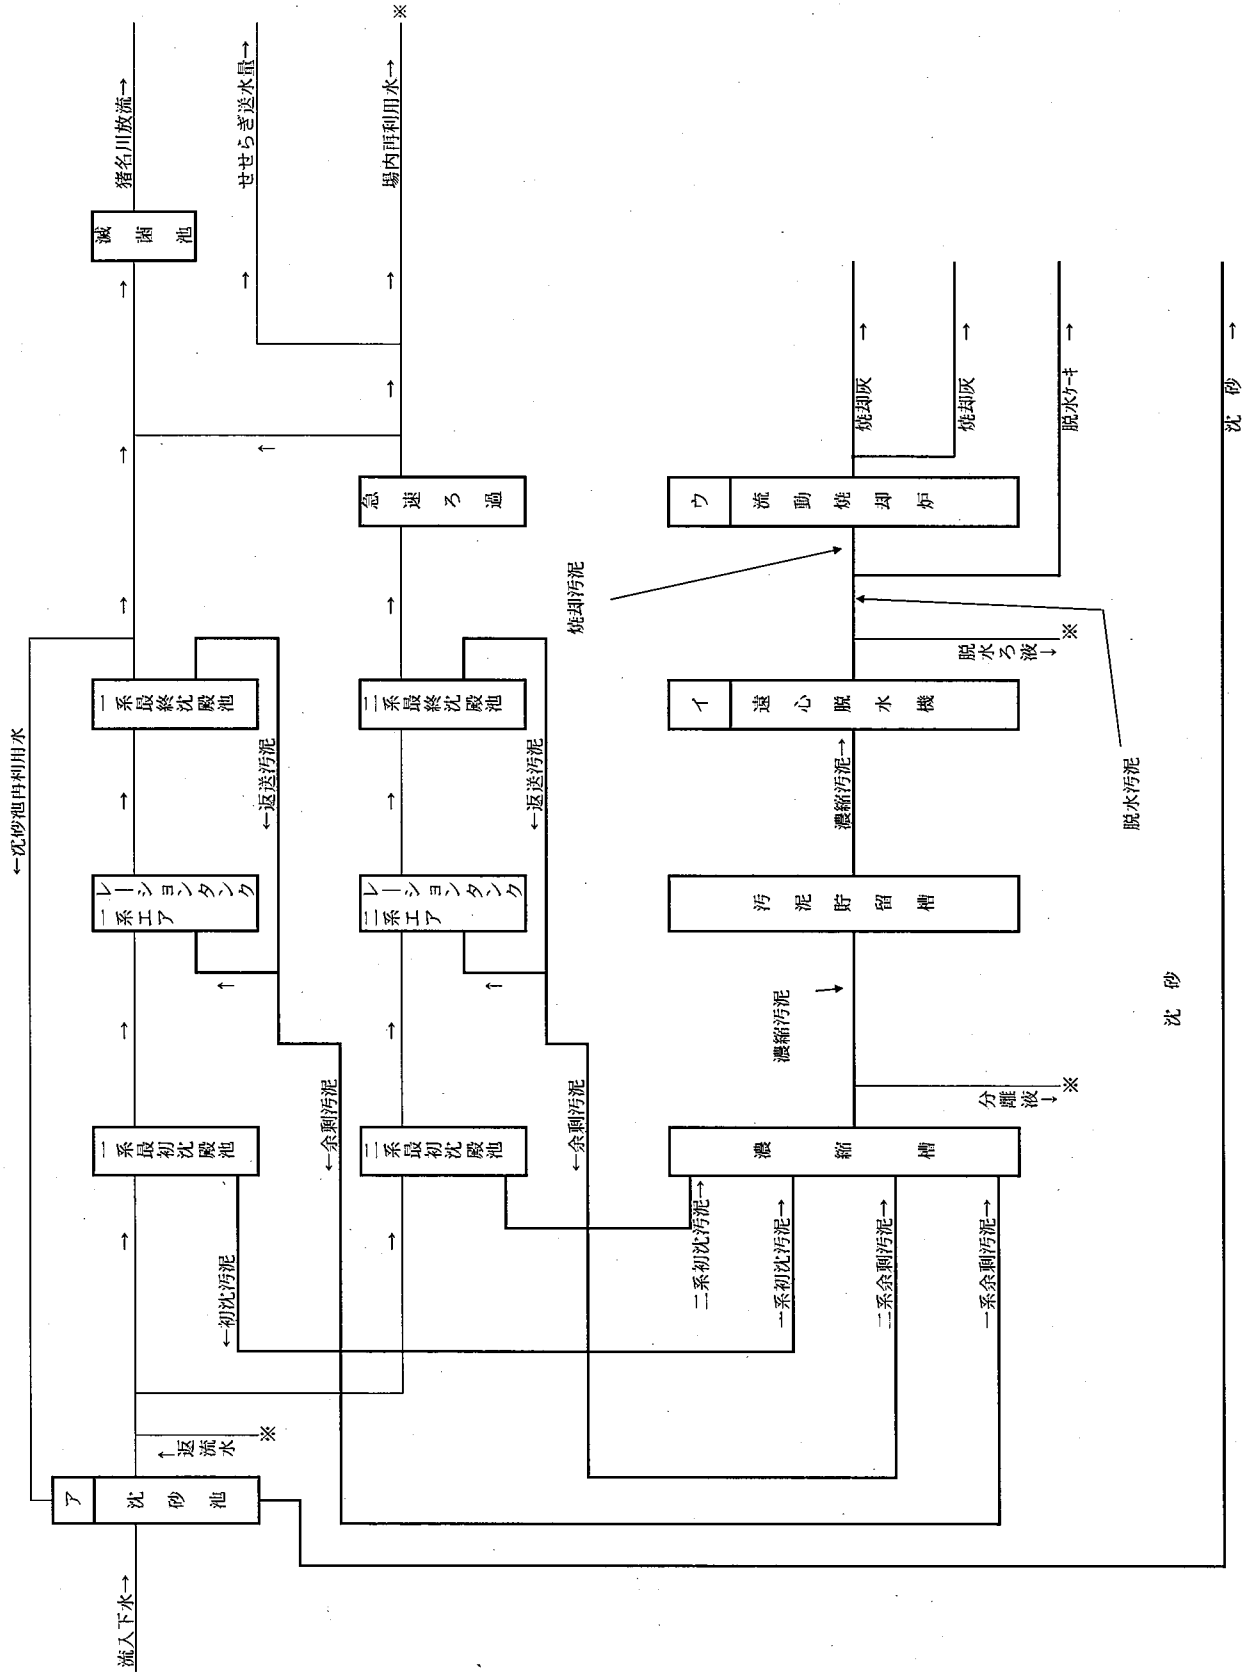 ←沈砂池再利用水
流入下水→
ア
沈砂池
↑返流水
※
→
一系最初沈殿池
←初沈汚泥
→
一系エア
レーションタンク
↑
→
一系最終沈殿池
←返送汚泥
→
→
→
滅菌池
猪名川放流→
→
せせらぎ送水量→
←余剰汚泥
→
二系最初沈殿池
→
二系エア
レーションタンク
↑
→
二系最終沈殿池
←返送汚泥
→
急速ろ過
↑
→
→
場内再利用水→
※
←余剰汚泥
二系初沈汚泥→
一系初沈汚泥→
二系余剰汚泥→
一系余剰汚泥→
濃縮槽
分離液↓
※
濃縮汚泥
汚泥貯留槽
濃縮汚泥→
イ
遠心脱水機
脱水ろ液↓
※
脱水汚泥
焼却汚泥
ウ
流動焼却炉
焼却灰 →
焼却灰 →
脱水ケーキ →
沈砂
沈砂 →